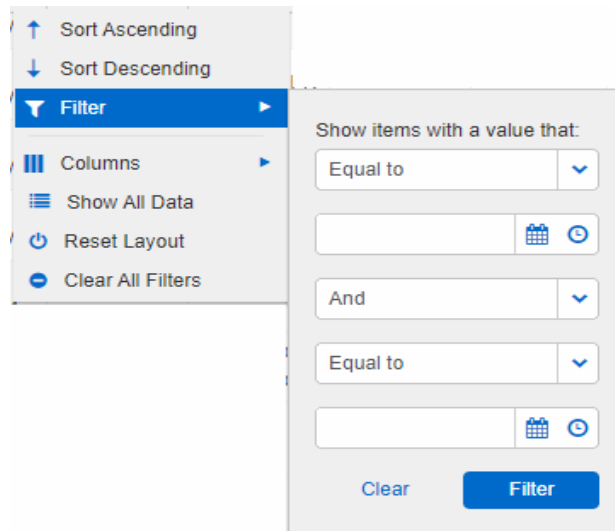 Sort Ascending
Sort Descending
Filter
Columns
Show All Data
Reset Layout
Clear All Filters
Show items with a value that:
Equal to
And
Equal to
Clear
Filter